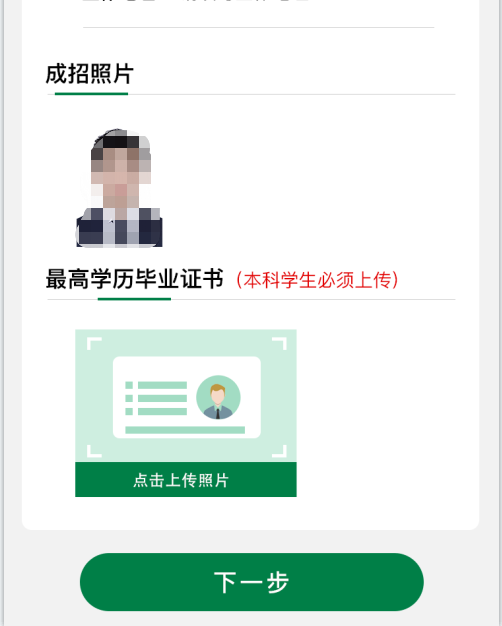 成招照片
最高学历毕业证书（本科学生必须上传）
点击上传照片
下一步